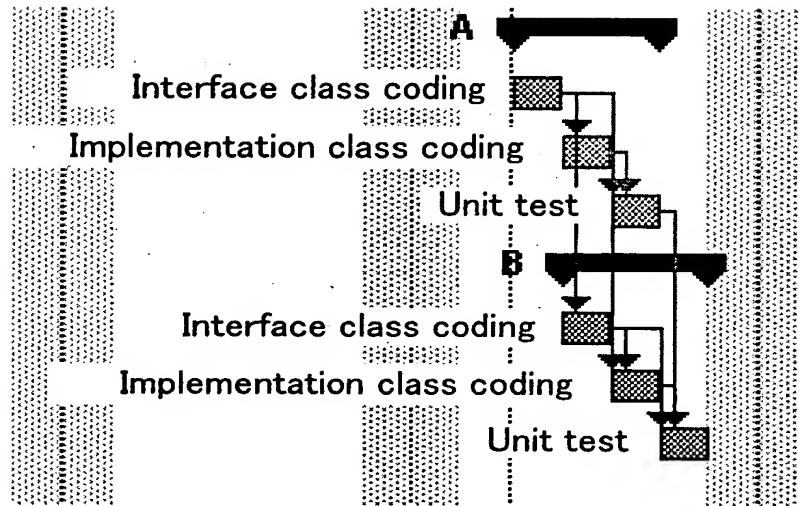 A
Interface class coding
Implementation class coding
Unit test
B
Interface class coding
Implementation class coding
Unit test